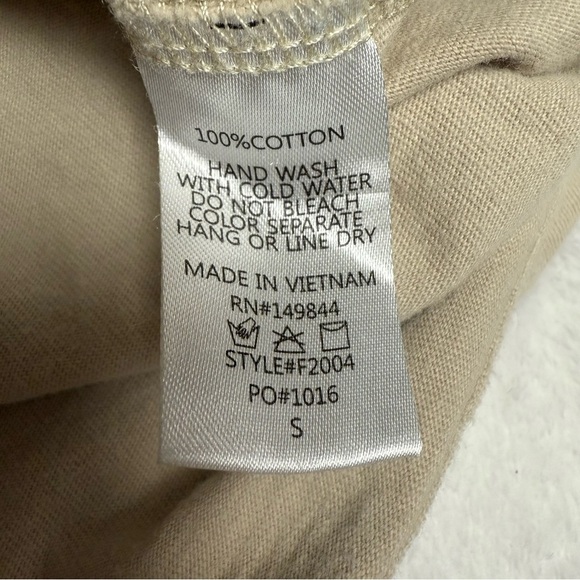 100%COTTON
HAND WASH
WITH COLD WATER
DO NOT BLEACH
COLOR SEPARATE
HANG OR LINE DRY
MADE IN VIETNAM
RN#149844
STYLE#F2004
PO#1016
S